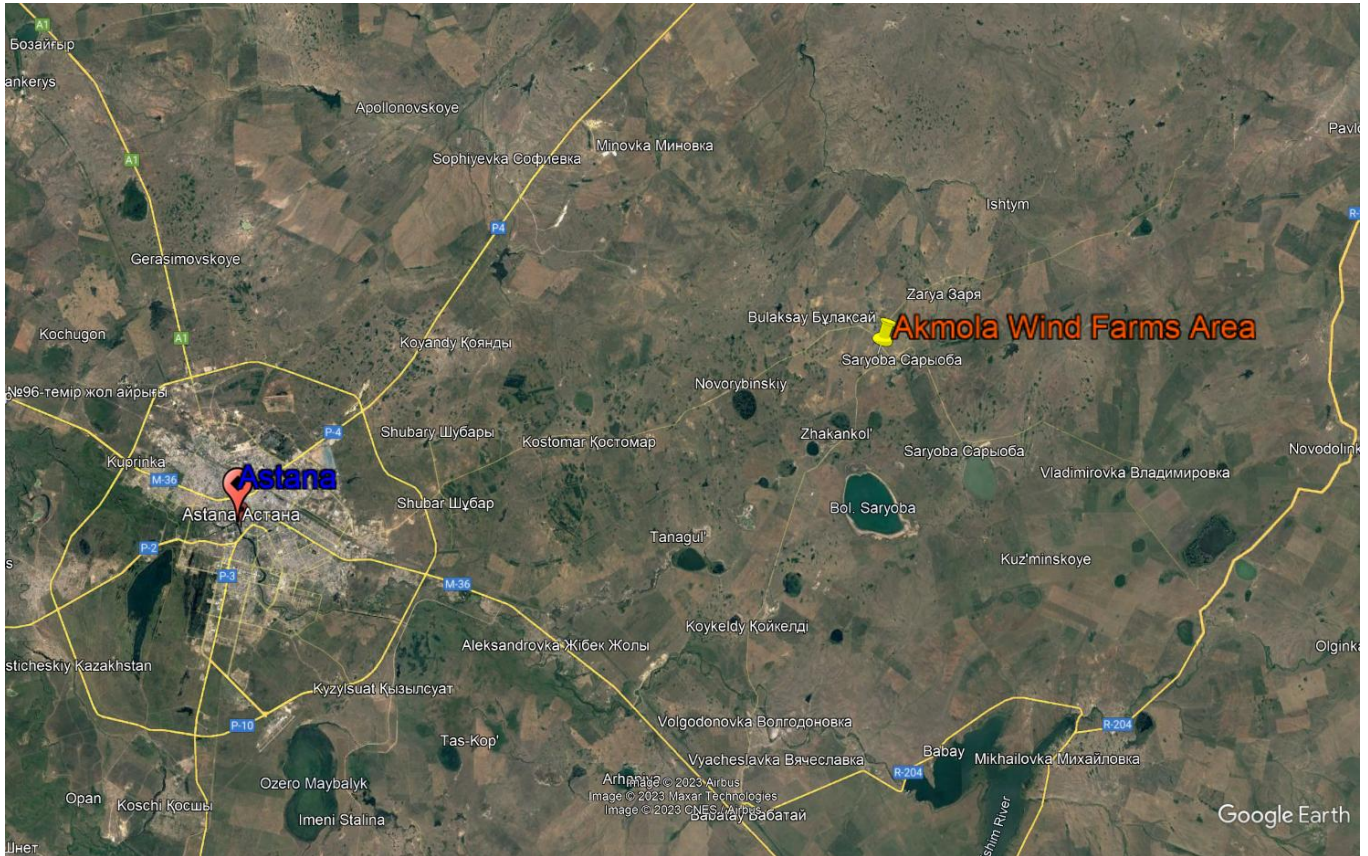 A1
Бозайғыр
ankerys
Apollonovskoye
Minovka Миновка
Pavlo
Sophiyevka Софиевка
A1
Ishtym
R-
P4
Gerasimovskoye
Zarya Заря
Bulaksay Бұлақсай
Akmola Wind Farms Area
Kochugon
A1
Koyandy Қоянды
Saryoba Сарыоба
Novorybinskiy
№96-темір жол айрығы
P-4
Shubary Шубары
Kostomar Қостомар
Zhakankol'
Saryoba Сарыоба
Novodolink
Kuprinka
M-36
Astana
Vladimirovka Владимировка
Shubar Шұбар
Astana Астана
Bol. Saryoba
Tanagul'
P-2
Kuz'minskoye
s
P-3
M-36
Koykeldy Қойкелді
Aleksandrovka Жібек Жолы
Olginka
sticheskiy Kazakhstan
Kyzylsuat Қызылсуат
P-10
Volgodonovka Волгодоновка
R-204
Tas-Kop'
Babay
Vyacheslavka Вячеславка
Mikhailovka Михайловка
R-204
Ozero Maybalyk
Image © 2023 Airbus
Image © 2023 Maxar Technologies
Image © 2023 CNES / Airbus
Opan
Koschi Қосшы
Imeni Stalina
Babatay Бабатай
shim River
Google Earth
Шнет